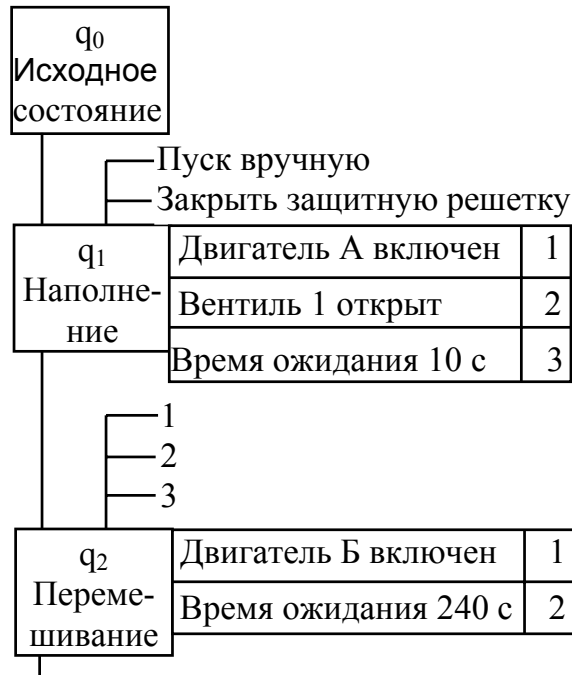 q₀
Исходное
состояние
Пуск вручную
Закрыть защитную решетку
q₁
Наполне-
ние
Двигатель А включен 1
Вентиль 1 открыт 2
Время ожидания 10 с 3
1
2
3
q₂
Переме-
шивание
Двигатель Б включен 1
Время ожидания 240 с 2